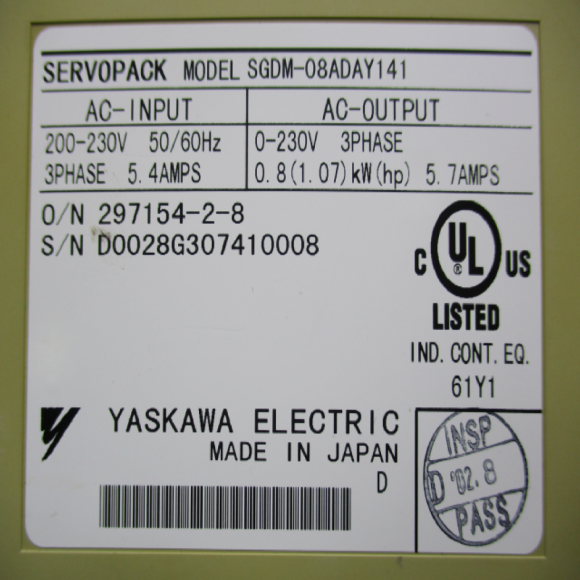 SERVOPACK MODEL SGDM-08ADAY141
AC-INPUT AC-OUTPUT
200-230V 50/60Hz 0-230V 3PHASE
3PHASE 5.4AMPS 0.8(1.07)kW(hp) 5.7AMPS
O/N 297154-2-8
S/N D0028G307410008
C UL ® US
LISTED
IND. CONT. EQ.
61Y1
YASKAWA ELECTRIC
MADE IN JAPAN
D
INSP
D '02.8
PASS